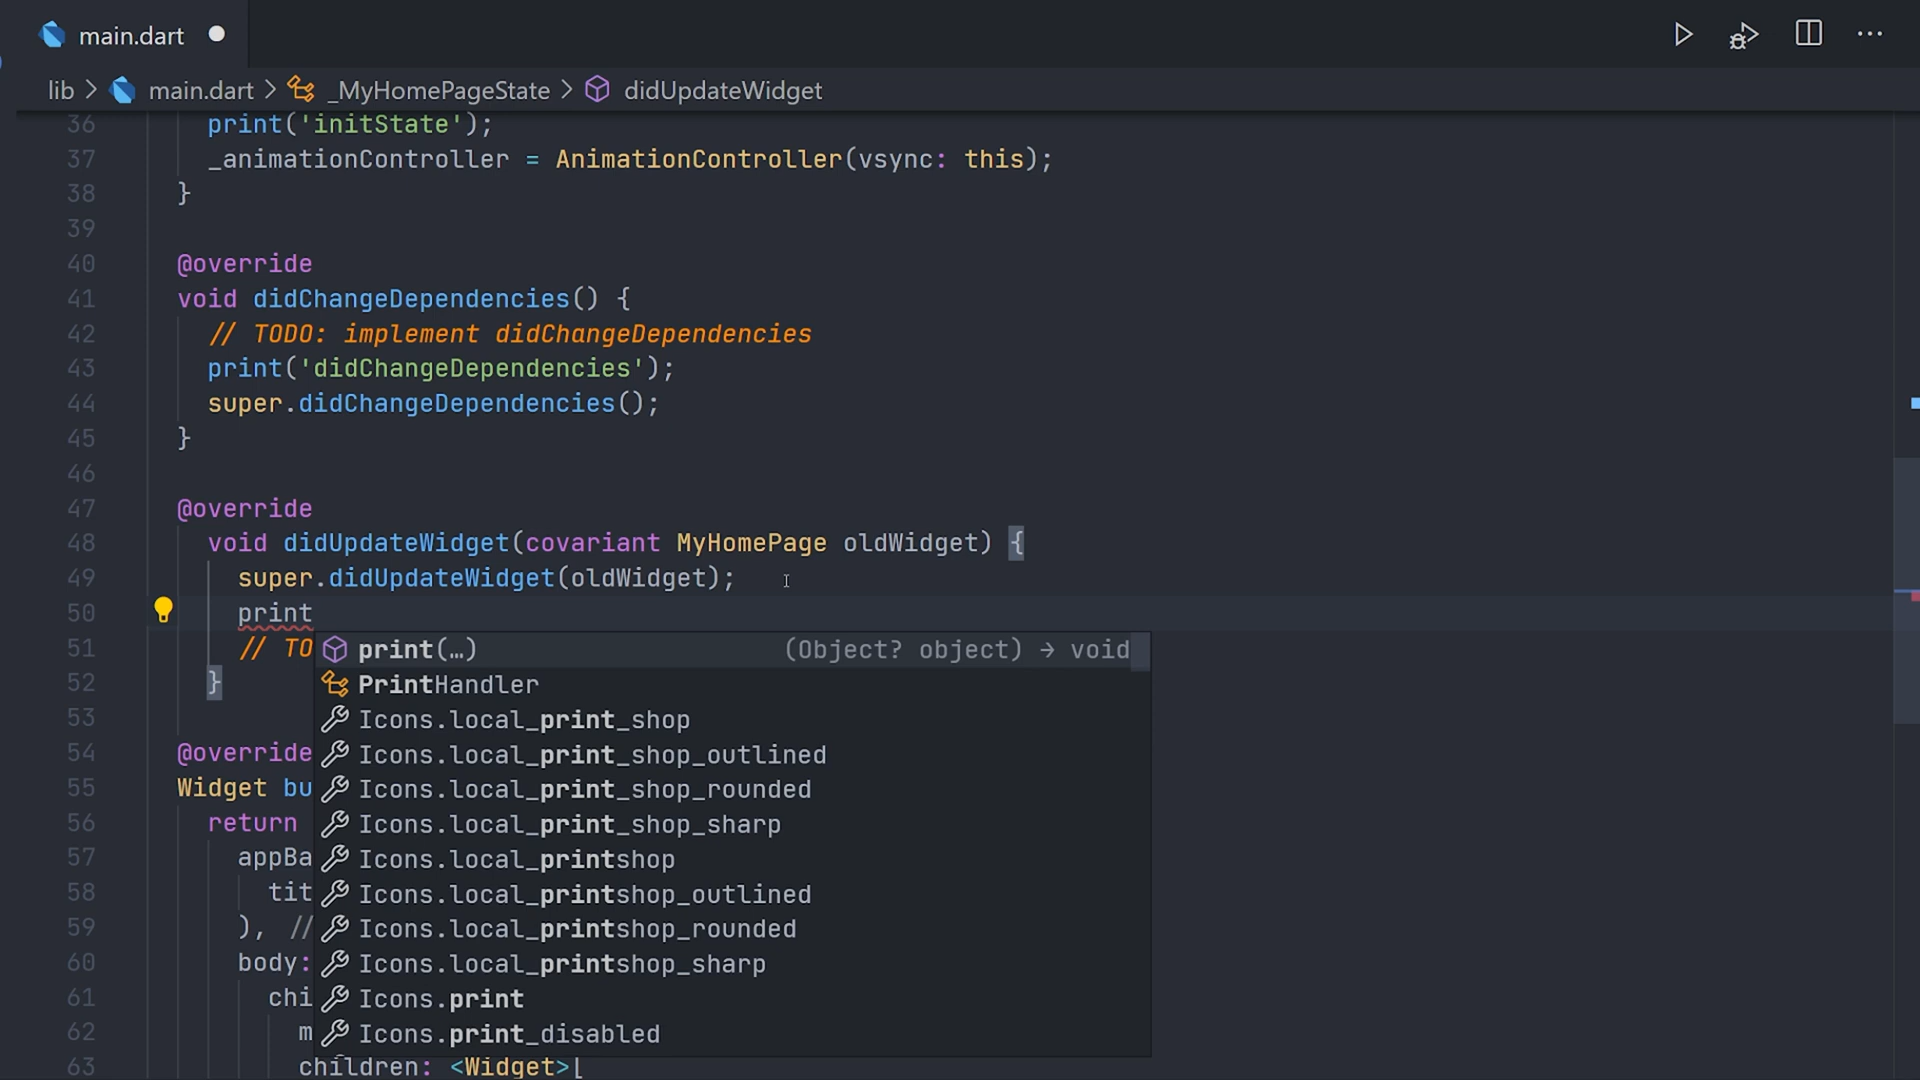 main.dart
lib > main.dart > _MyHomePageState > didUpdateWidget
36 print('initState');
37 _animationController = AnimationController(vsync: this);
38 }
39
40 @override
41 void didChangeDependencies() {
42 // TODO: implement didChangeDependencies
43 print('didChangeDependencies');
44 super.didChangeDependencies();
45 }
46
47 @override
48 void didUpdateWidget(covariant MyHomePage oldWidget) {
49 super.didUpdateWidget(oldWidget);
50 print
51 // TO print(…) (Object? object) → void
52 } PrintHandler
53 Icons.local_print_shop
54 @override Icons.local_print_shop_outlined
55 Widget bu Icons.local_print_shop_rounded
56 return Icons.local_print_shop_sharp
57 appBa Icons.local_printshop
58 tit Icons.local_printshop_outlined
59 ), // Icons.local_printshop_rounded
60 body: Icons.local_printshop_sharp
61 chi Icons.print
62 m Icons.print_disabled
63 children: <Widget>[